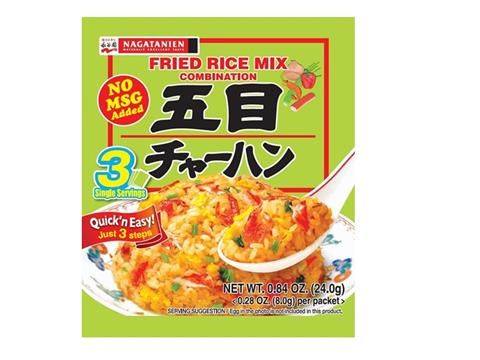 NAGATANIEN
FRIED RICE MIX
COMBINATION
NO
MSG
Added
五目
チャーハン
3
Single Servings
Quick'n Easy!
Just 3 steps
NET WT. 0.84 OZ. (24.0g)
<0.28 OZ. (8.0g) per packet>
SERVING SUGGESTION / Egg in the photo is not included in this product.